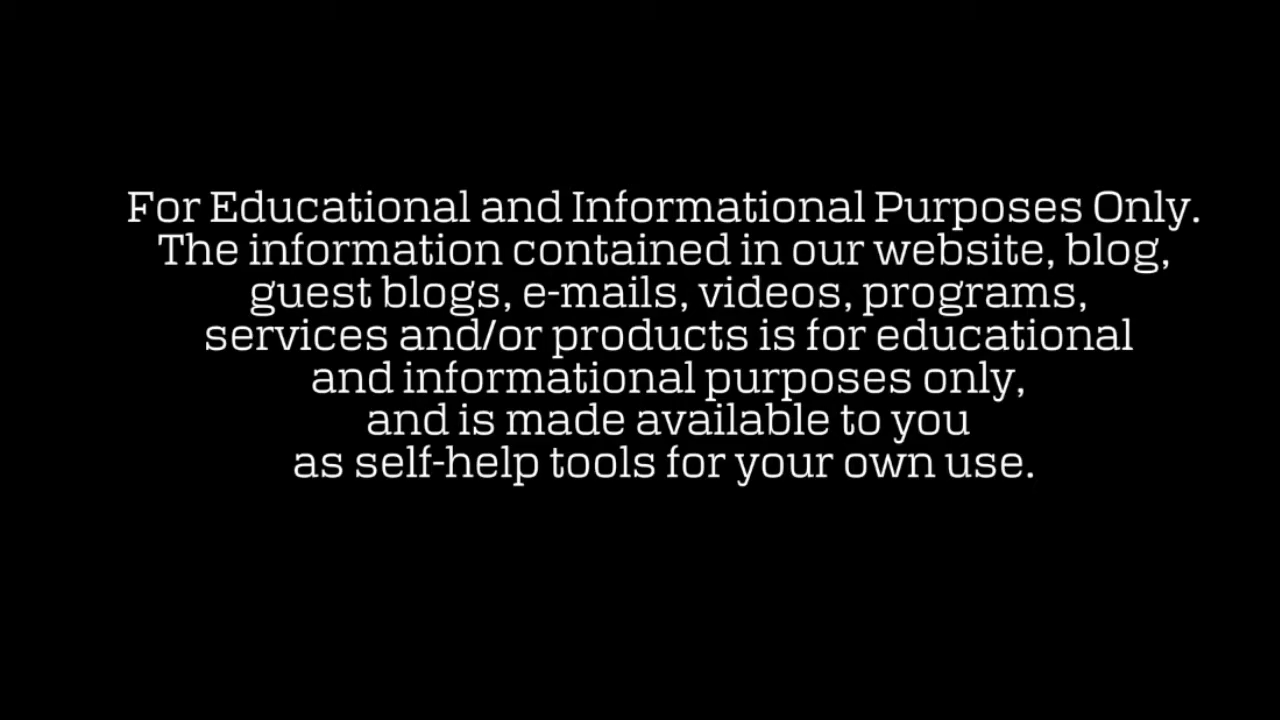 For Educational and Informational Purposes Only.
The information contained in our website, blog,
guest blogs, e-mails, videos, programs,
services and/or products is for educational
and informational purposes only,
and is made available to you
as self-help tools for your own use.